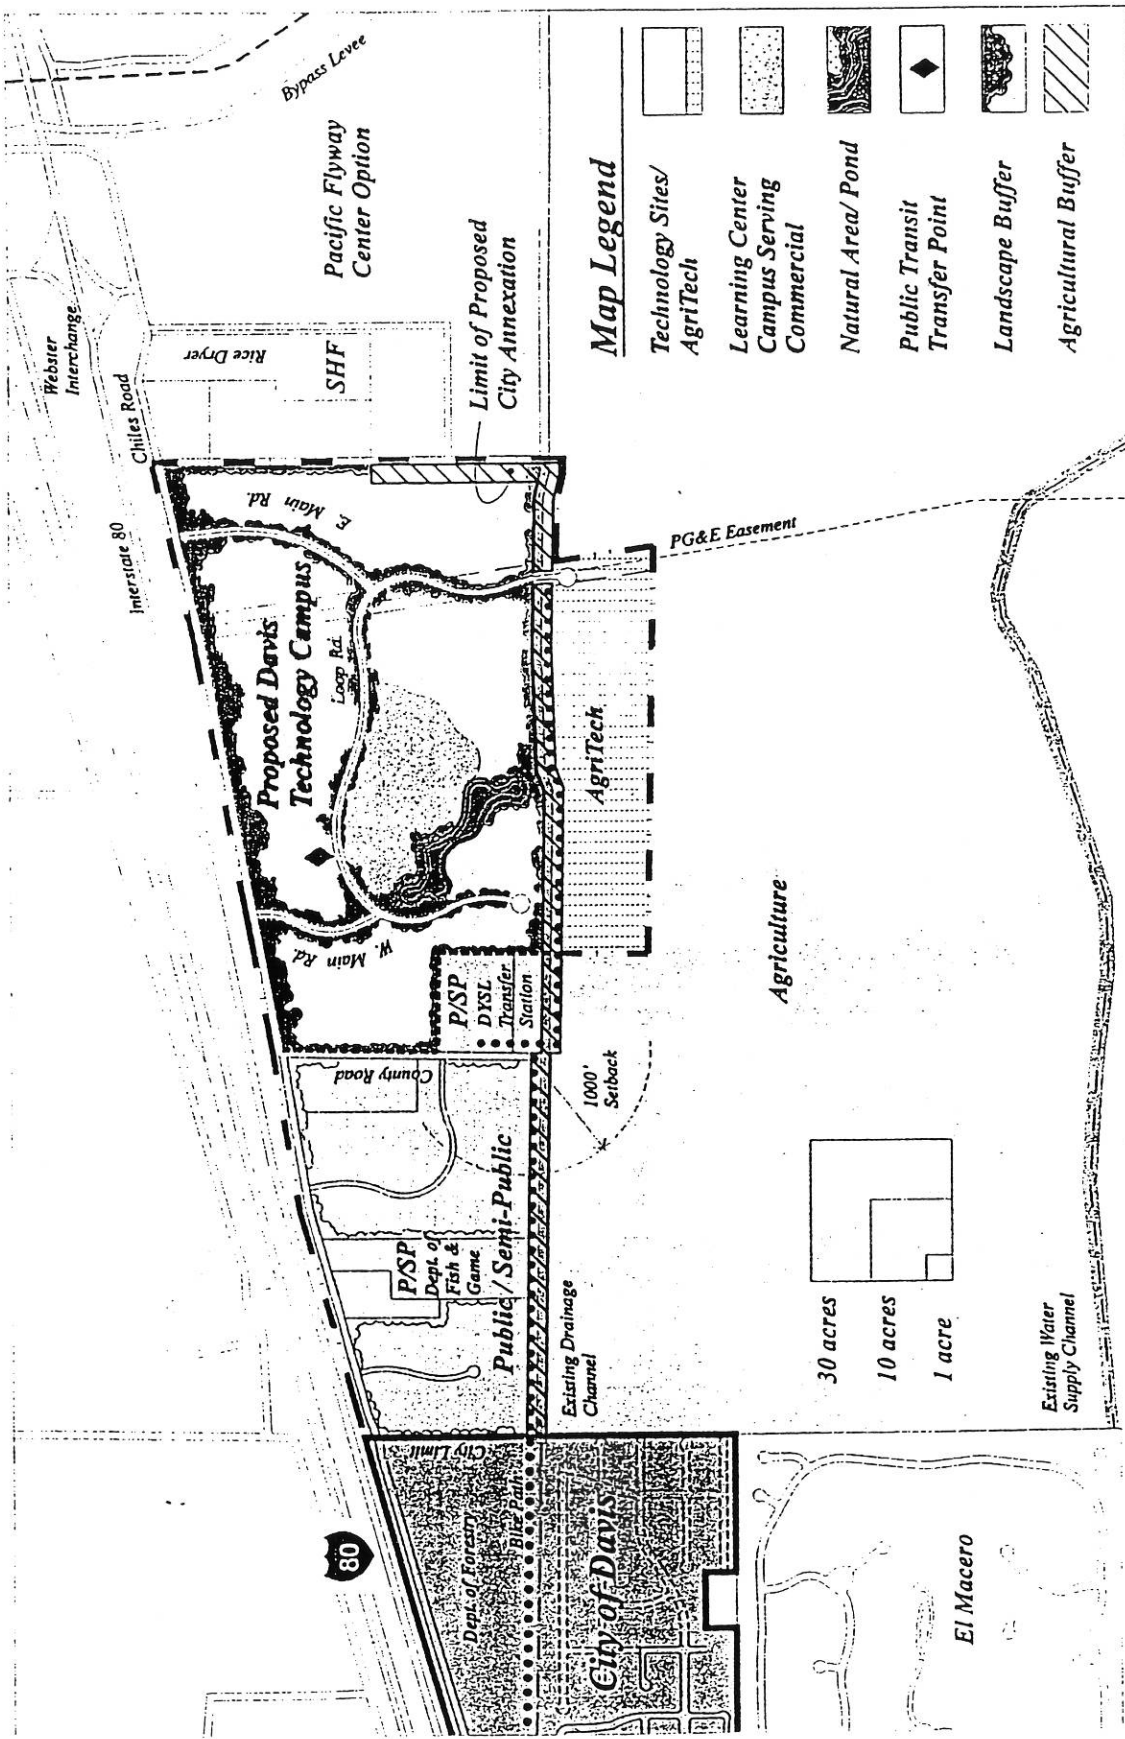 Webster
Interchange
Bypass Levee
Chiles Road
Interstate 80
Rice Dryer
SHF
Pacific Flyway
Center Option
Limit of Proposed
City Annexation
E. Main Rd.
Proposed Davis
Technology Campus
Loop Rd.
W. Main Rd.
P/SP
DYSL
Transfer
Station
County Road
AgriTech
PG&E Easement
1000'
Setback
P/SP
Dept. of
Fish &
Game
Public / Semi-Public
Existing Drainage
Channel
Agriculture
80
Dept. of Forestry
City Limit
Bike Path
City of Davis
El Macero
30 acres
10 acres
1 acre
Existing Water
Supply Channel
Map Legend
Technology Sites/
AgriTech
Learning Center
Campus Serving
Commercial
Natural Area/ Pond
Public Transit
Transfer Point
Landscape Buffer
Agricultural Buffer